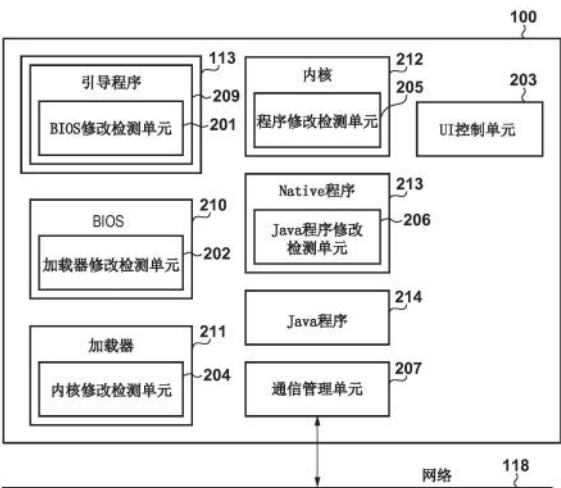 100
113
引导程序
209
BIOS修改检测单元
201
212
内核
205
程序修改检测单元
203
UI控制单元
210
BIOS
202
加载器修改检测单元
213
Native程序
206
Java程序修改
检测单元
214
Java程序
211
加载器
204
内核修改检测单元
207
通信管理单元
网络
118